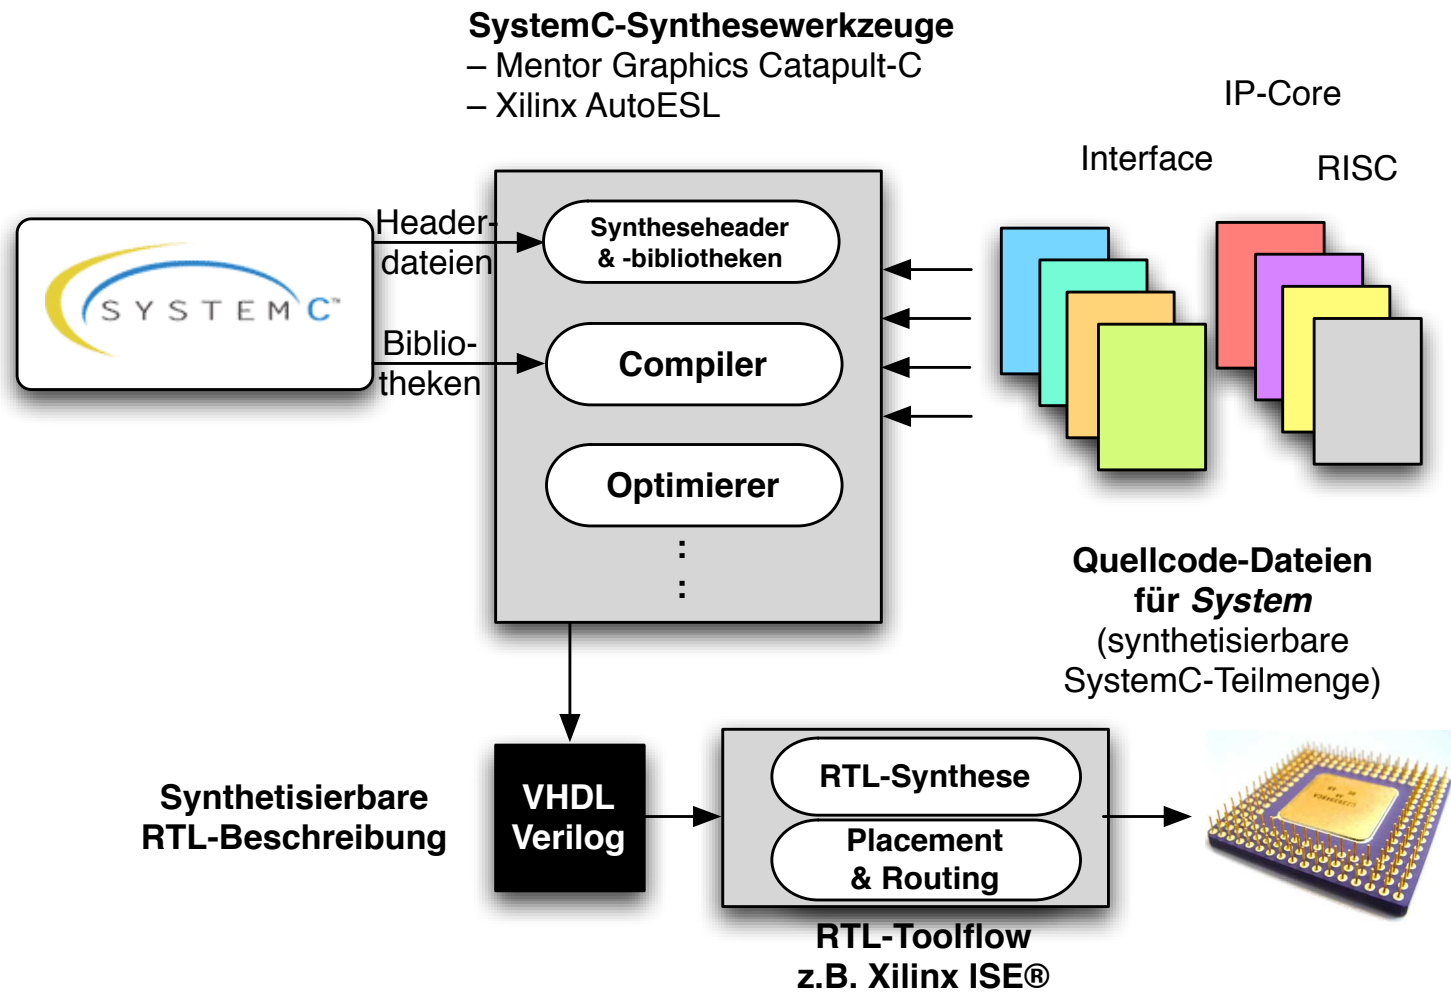 SystemC-Synthesewerkzeuge
– Mentor Graphics Catapult-C
– Xilinx AutoESL
IP-Core
Interface
RISC
Header-
dateien
SYSTEM C™
Biblio-
theken
Syntheseheader
& -bibliotheken
Compiler
Optimierer
:
:
Quellcode-Dateien
für System
(synthetisierbare
SystemC-Teilmenge)
Synthetisierbare
RTL-Beschreibung
VHDL
Verilog
RTL-Synthese
Placement
& Routing
RTL-Toolflow
z.B. Xilinx ISE®